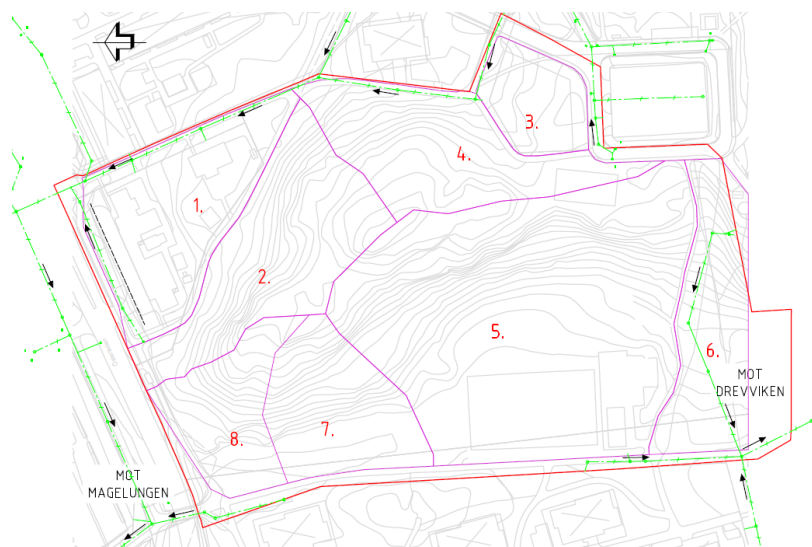 3.
4.
1.
2.
5.
6.
MOT
DREVVIKEN
7.
8.
MOT
MAGELUNGEN